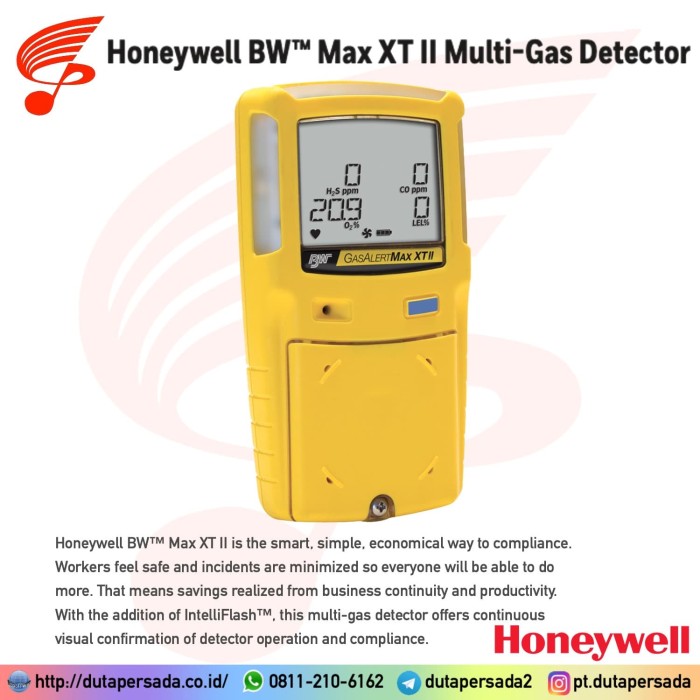 Honeywell BW™ Max XT II Multi-Gas Detector
0 0
H₂S ppm CO ppm
20.9 0
O₂% LEL%
BW GASALERTMAX XT II
Honeywell BW™ Max XT II is the smart, simple, economical way to compliance.
Workers feel safe and incidents are minimized so everyone will be able to do
more. That means savings realized from business continuity and productivity.
With the addition of IntelliFlash™, this multi-gas detector offers continuous
visual confirmation of detector operation and compliance.
Honeywell
http://dutapersada.co.id/ 0811-210-6162 dutapersada2 pt.dutapersada